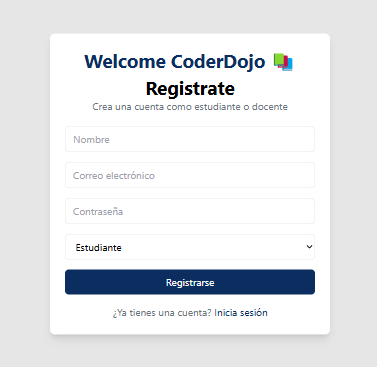 Welcome CoderDojo
Registrate
Crea una cuenta como estudiante o docente
Nombre
Correo electrónico
Contraseña
Estudiante
Registrarse
¿Ya tienes una cuenta? Inicia sesión